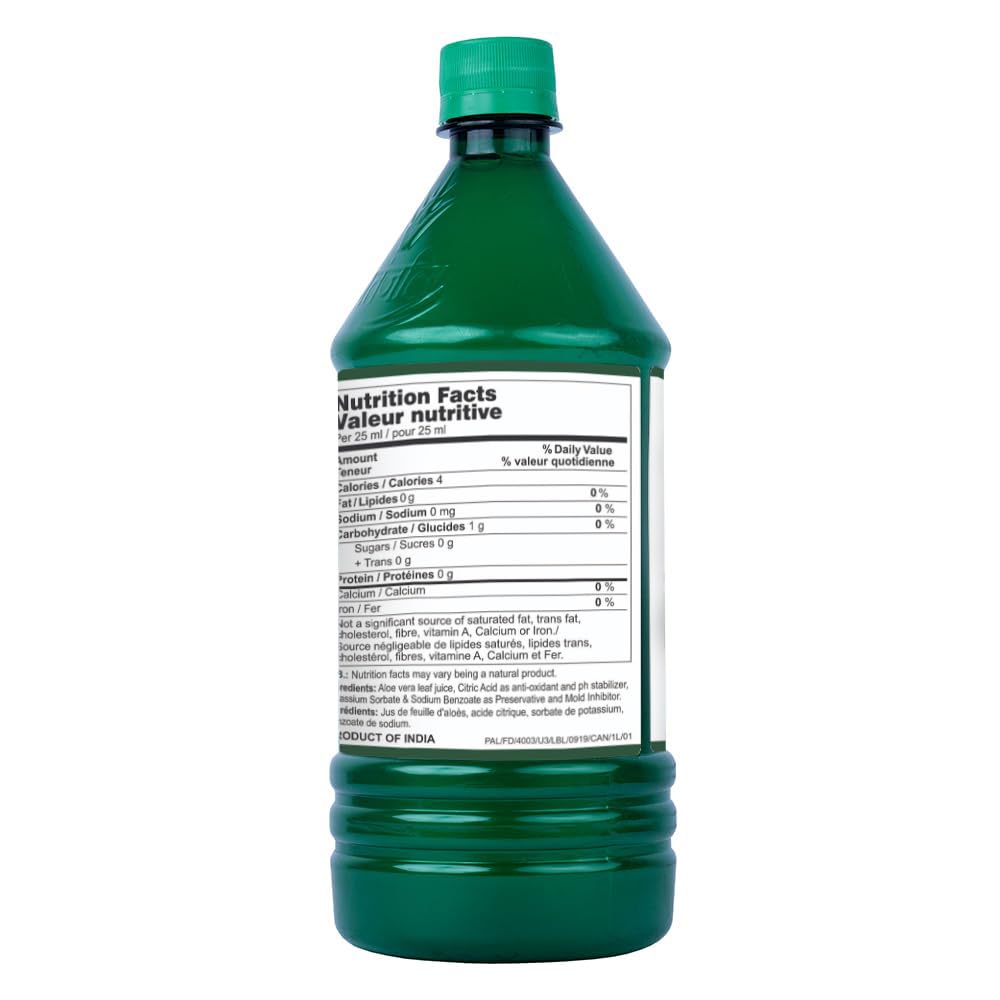 Nutrition Facts
Valeur nutritive
Per 25 ml / pour 25 ml
Amount
Teneur
% Daily Value
% valeur quotidienne
Calories / Calories 4
Fat / Lipides 0 g 0 %
Sodium / Sodium 0 mg 0 %
Carbohydrate / Glucides 1 g 0 %
Sugars / Sucres 0 g
+ Trans 0 g
Protein / Protéines 0 g
Calcium / Calcium 0 %
Iron / Fer 0 %
Not a significant source of saturated fat, trans fat,
cholesterol, fibre, vitamin A, Calcium or Iron./
Source négligeable de lipides saturés, lipides trans,
cholestérol, fibres, vitamine A, Calcium et Fer.
B.: Nutrition facts may vary being a natural product.
redients: Aloe vera leaf juice, Citric Acid as anti-oxidant and ph stabilizer,
tassium Sorbate & Sodium Benzoate as Preservative and Mold Inhibitor.
rédients: Jus de feuille d'aloès, acide citrique, sorbate de potassium,
nzoate de sodium.
RODUCT OF INDIA PAL/FD/4003/U3/LBL/0919/CAN/1L/01